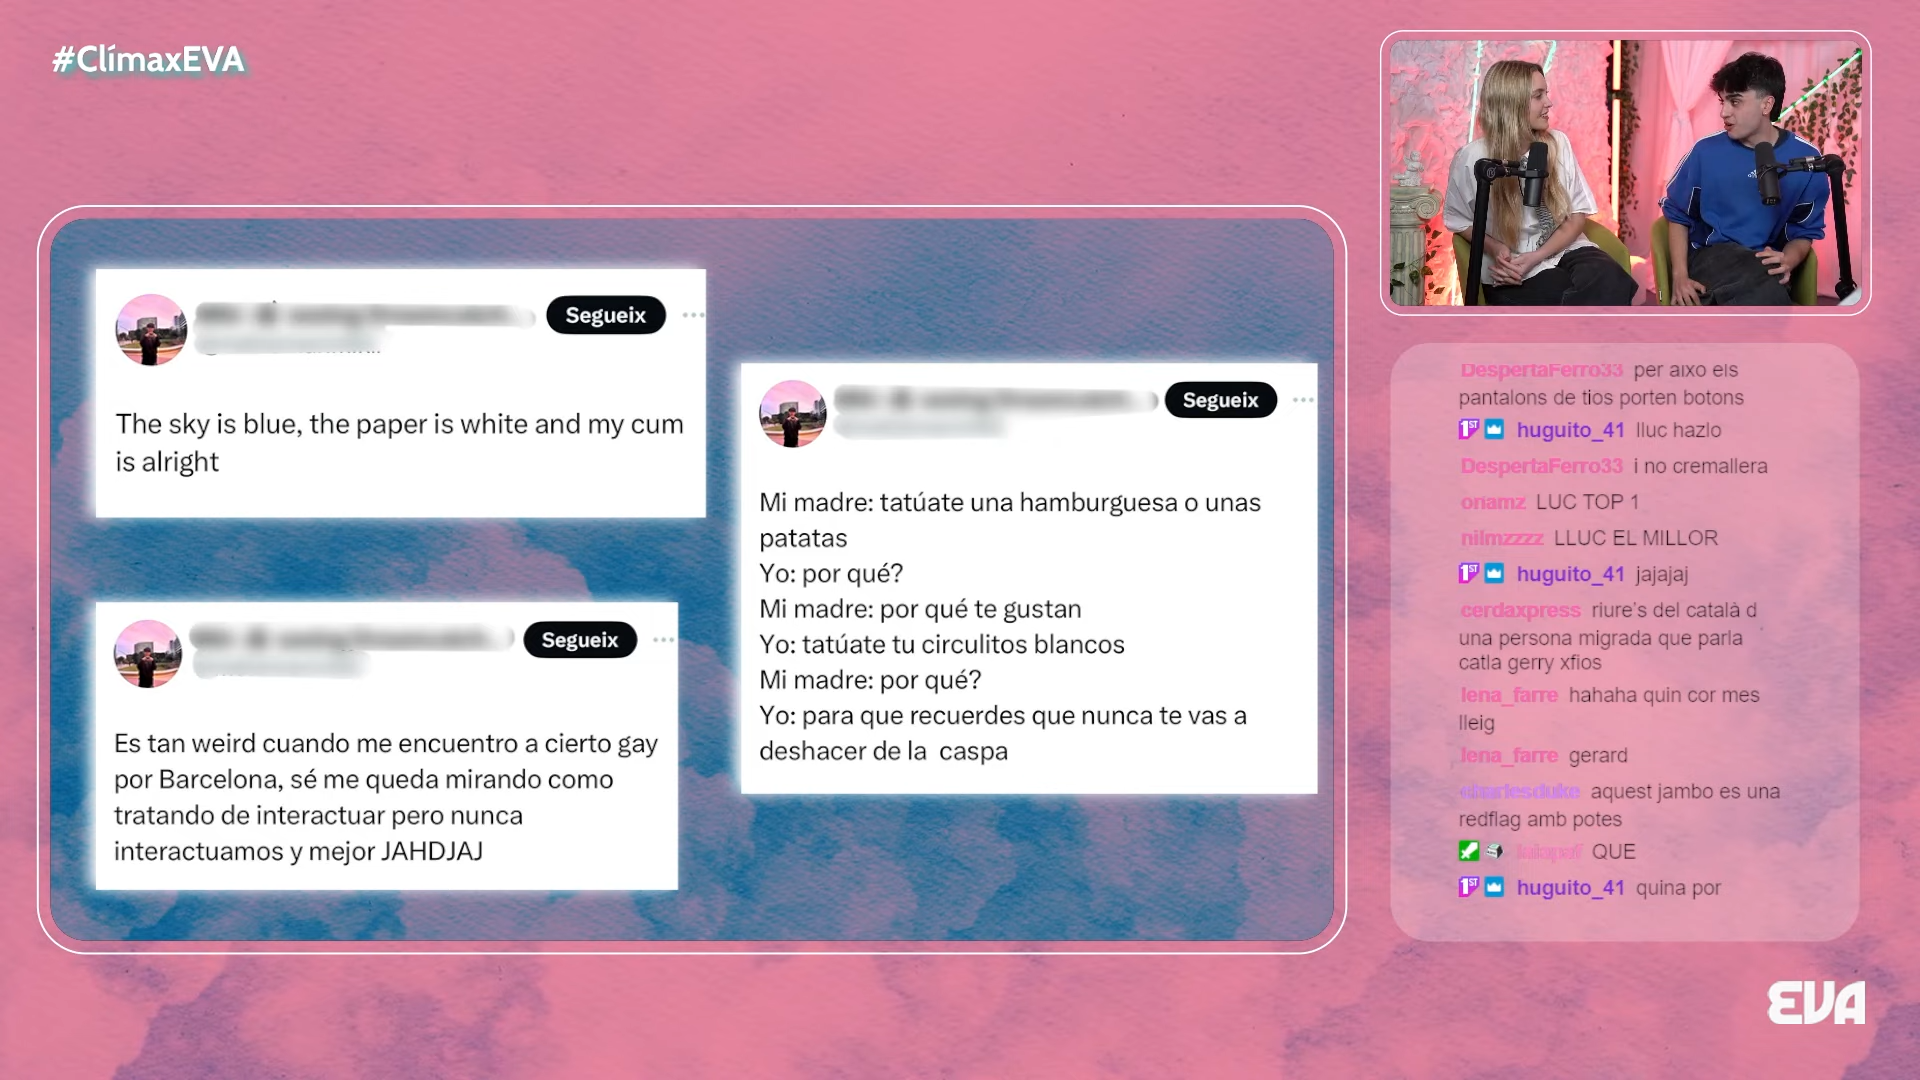 #ClímaxEVA
Segueix
The sky is blue, the paper is white and my cum
is alright
Segueix
Es tan weird cuando me encuentro a cierto gay
por Barcelona, sé me queda mirando como
tratando de interactuar pero nunca
interactuamos y mejor JAHDJAJ
Segueix
Mi madre: tatúate una hamburguesa o unas
patatas
Yo: por qué?
Mi madre: por qué te gustan
Yo: tatúate tu circulitos blancos
Mi madre: por qué?
Yo: para que recuerdes que nunca te vas a
deshacer de la caspa
DespertaFerro33 per aixo els
pantalons de tios porten botons
1ST huguito_41 lluc hazlo
DespertaFerro33 i no cremallera
onamz LUC TOP 1
nilmzzzz LLUC EL MILLOR
1ST huguito_41 jajajaj
cerdaxpress riure's del català d
una persona migrada que parla
catla gerry xfios
lena_farre hahaha quin cor mes
lleig
lena_farre gerard
charlesduke aquest jambo es una
redflag amb potes
QUE
1ST huguito_41 quina por
EVA